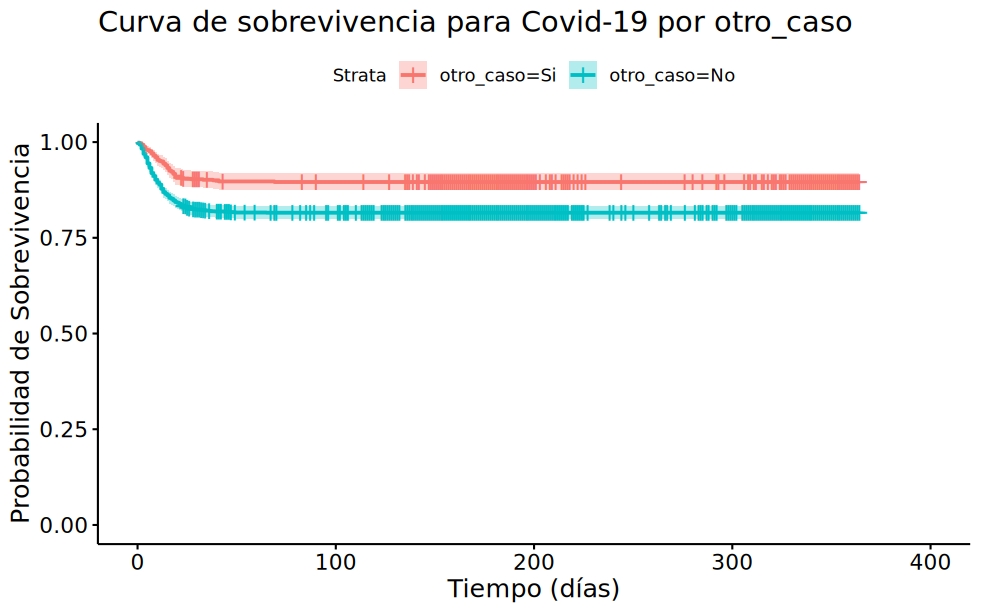 Curva de sobrevivencia para Covid-19 por otro_caso
Strata otro_caso=Si otro_caso=No
Probabilidad de Sobrevivencia
1.00
0.75
0.50
0.25
0.00
0 100 200 300 400
Tiempo (días)